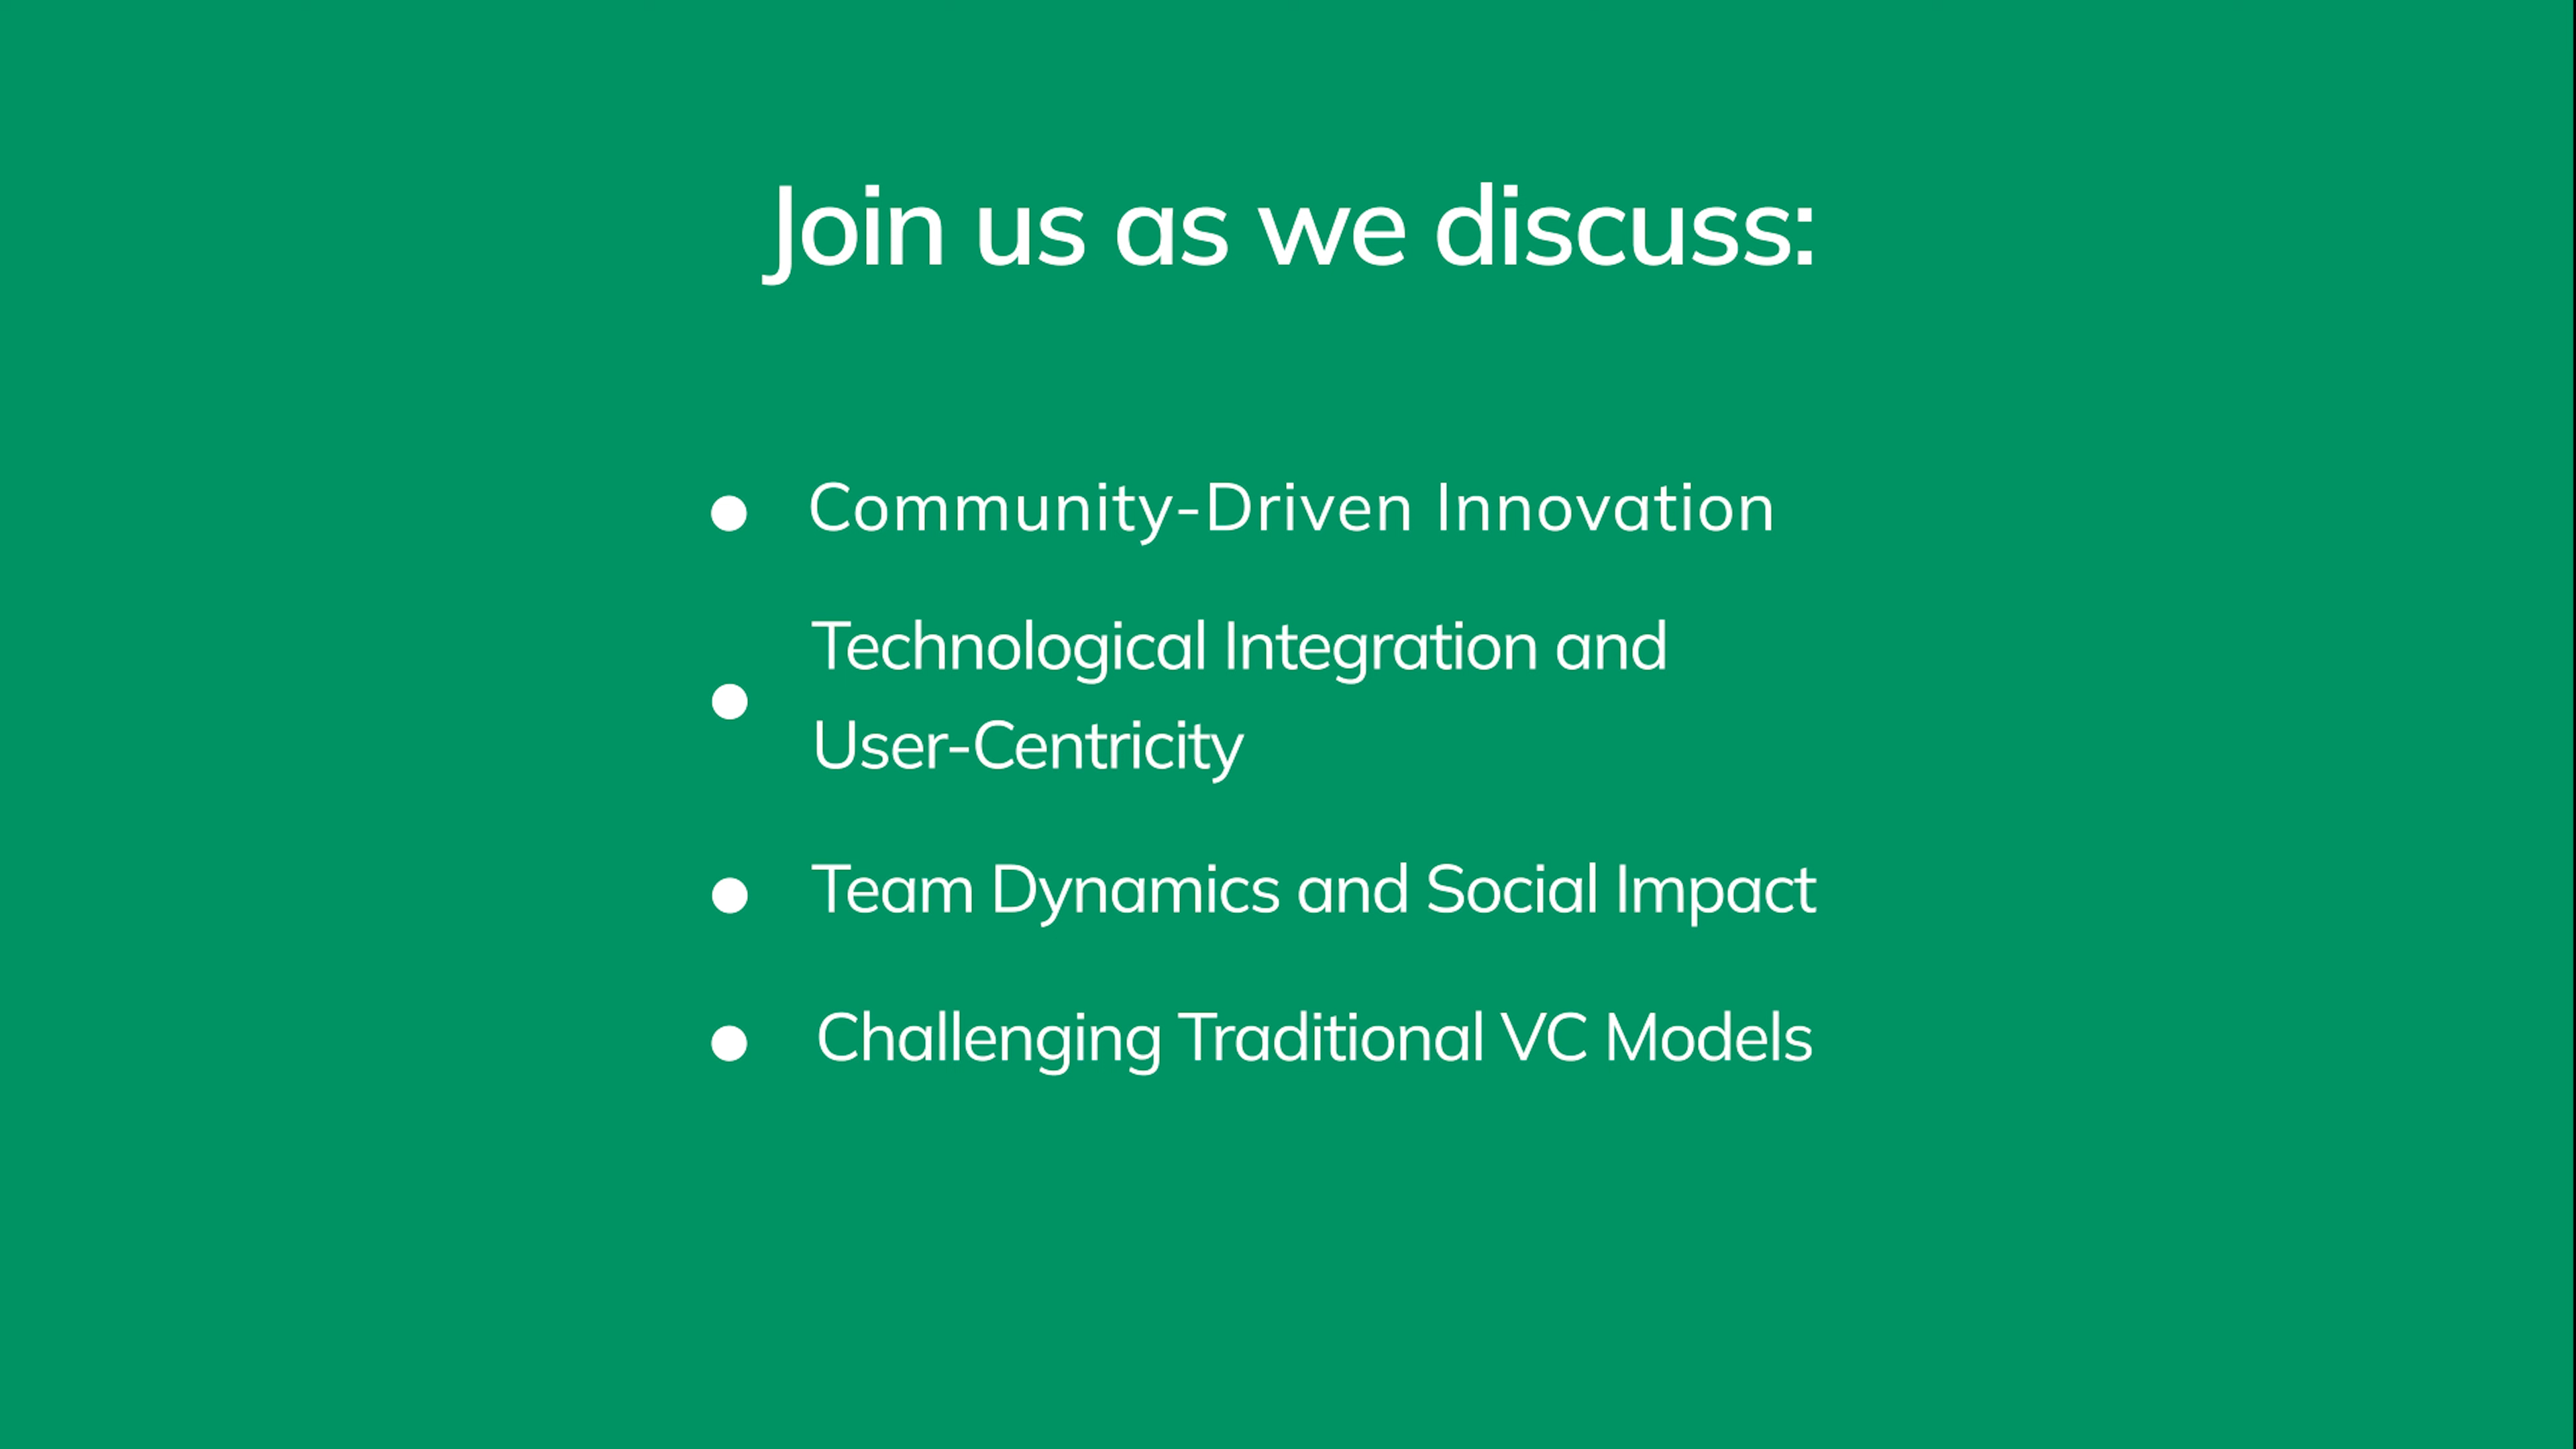 Join us as we discuss:
● Community-Driven Innovation
● Technological Integration and
User-Centricity
● Team Dynamics and Social Impact
● Challenging Traditional VC Models